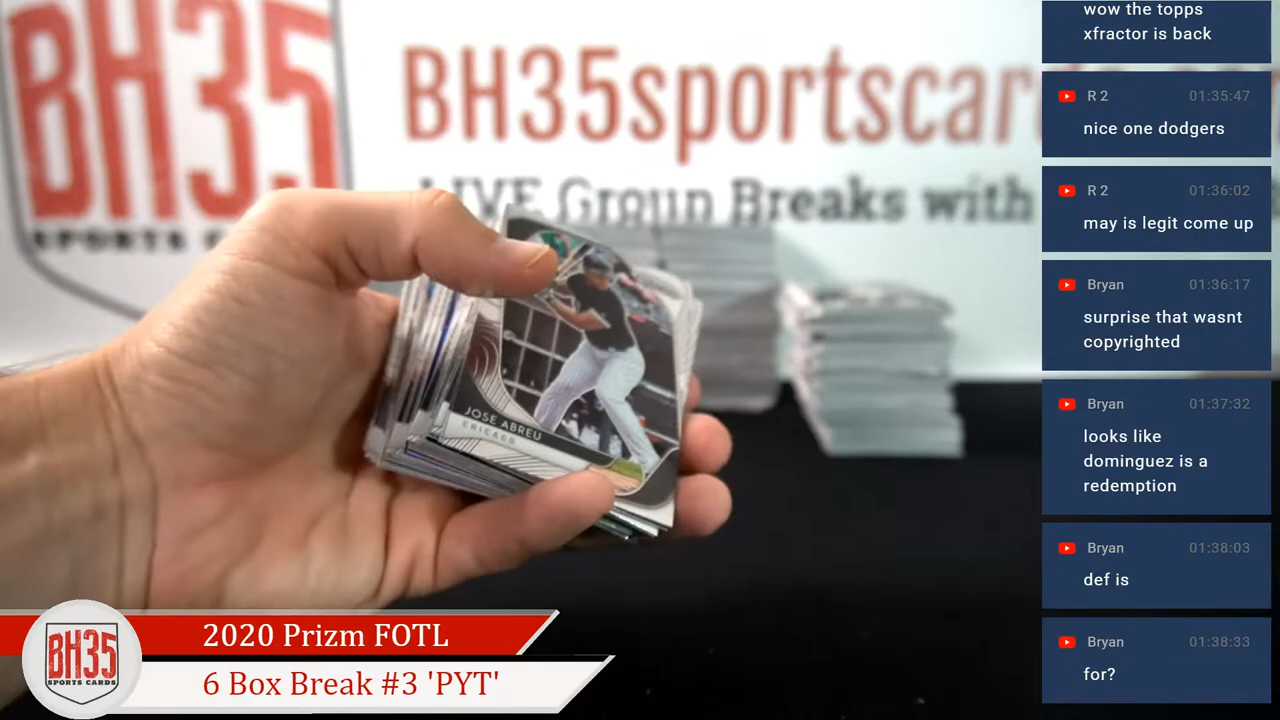 BH35
SPORTS C
BH35sportscar
LIVE Group Breaks with
JOSE ABREU
CHICAGO
wow the topps
xfractor is back
R 2 01:35:47
nice one dodgers
R 2 01:36:02
may is legit come up
Bryan 01:36:17
surprise that wasnt
copyrighted
Bryan 01:37:32
looks like
dominguez is a
redemption
Bryan 01:38:03
def is
Bryan 01:38:33
for?
2020 Prizm FOTL
6 Box Break #3 'PYT'
BH35
SPORTS CARDS